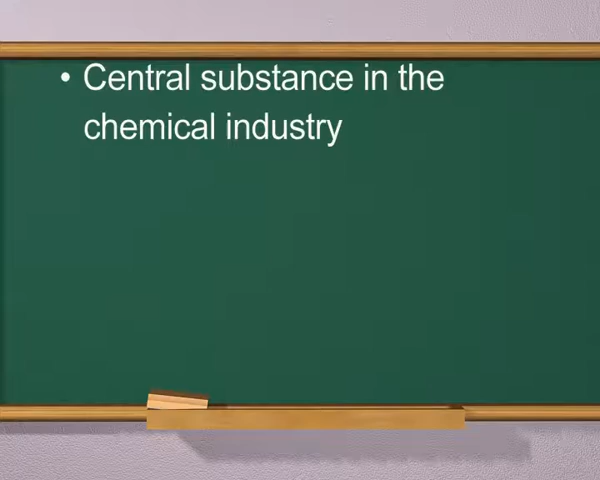 • Central substance in the
chemical industry